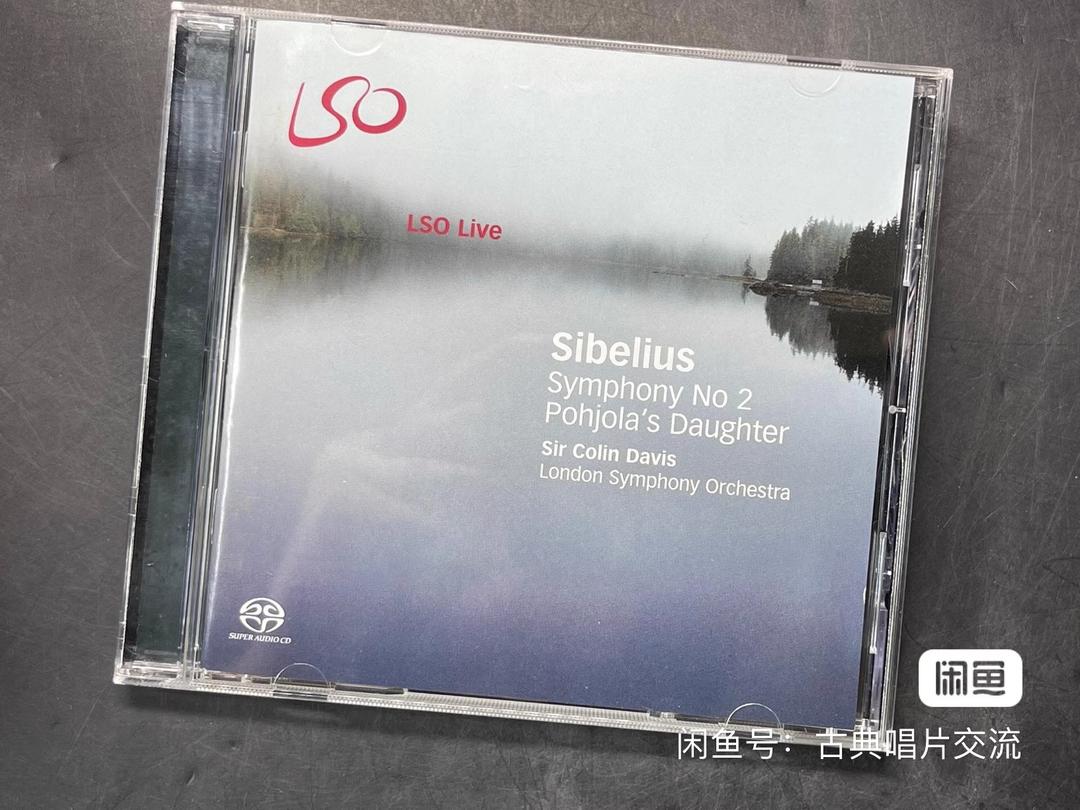 LSO
LSO Live
Sibelius
Symphony No 2
Pohjola's Daughter
Sir Colin Davis
London Symphony Orchestra
SUPER AUDIO CD
闲鱼
闲鱼号：古典唱片交流